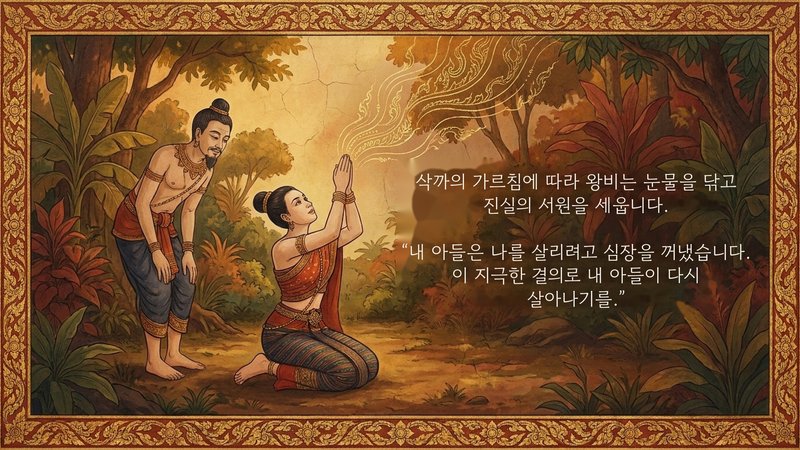 삭까의 가르침에 따라 왕비는 눈물을 닦고
진실의 서원을 세웁니다.
“내 아들은 나를 살리려고 심장을 꺼냈습니다.
이 지극한 결의로 내 아들이 다시
살아나기를.”